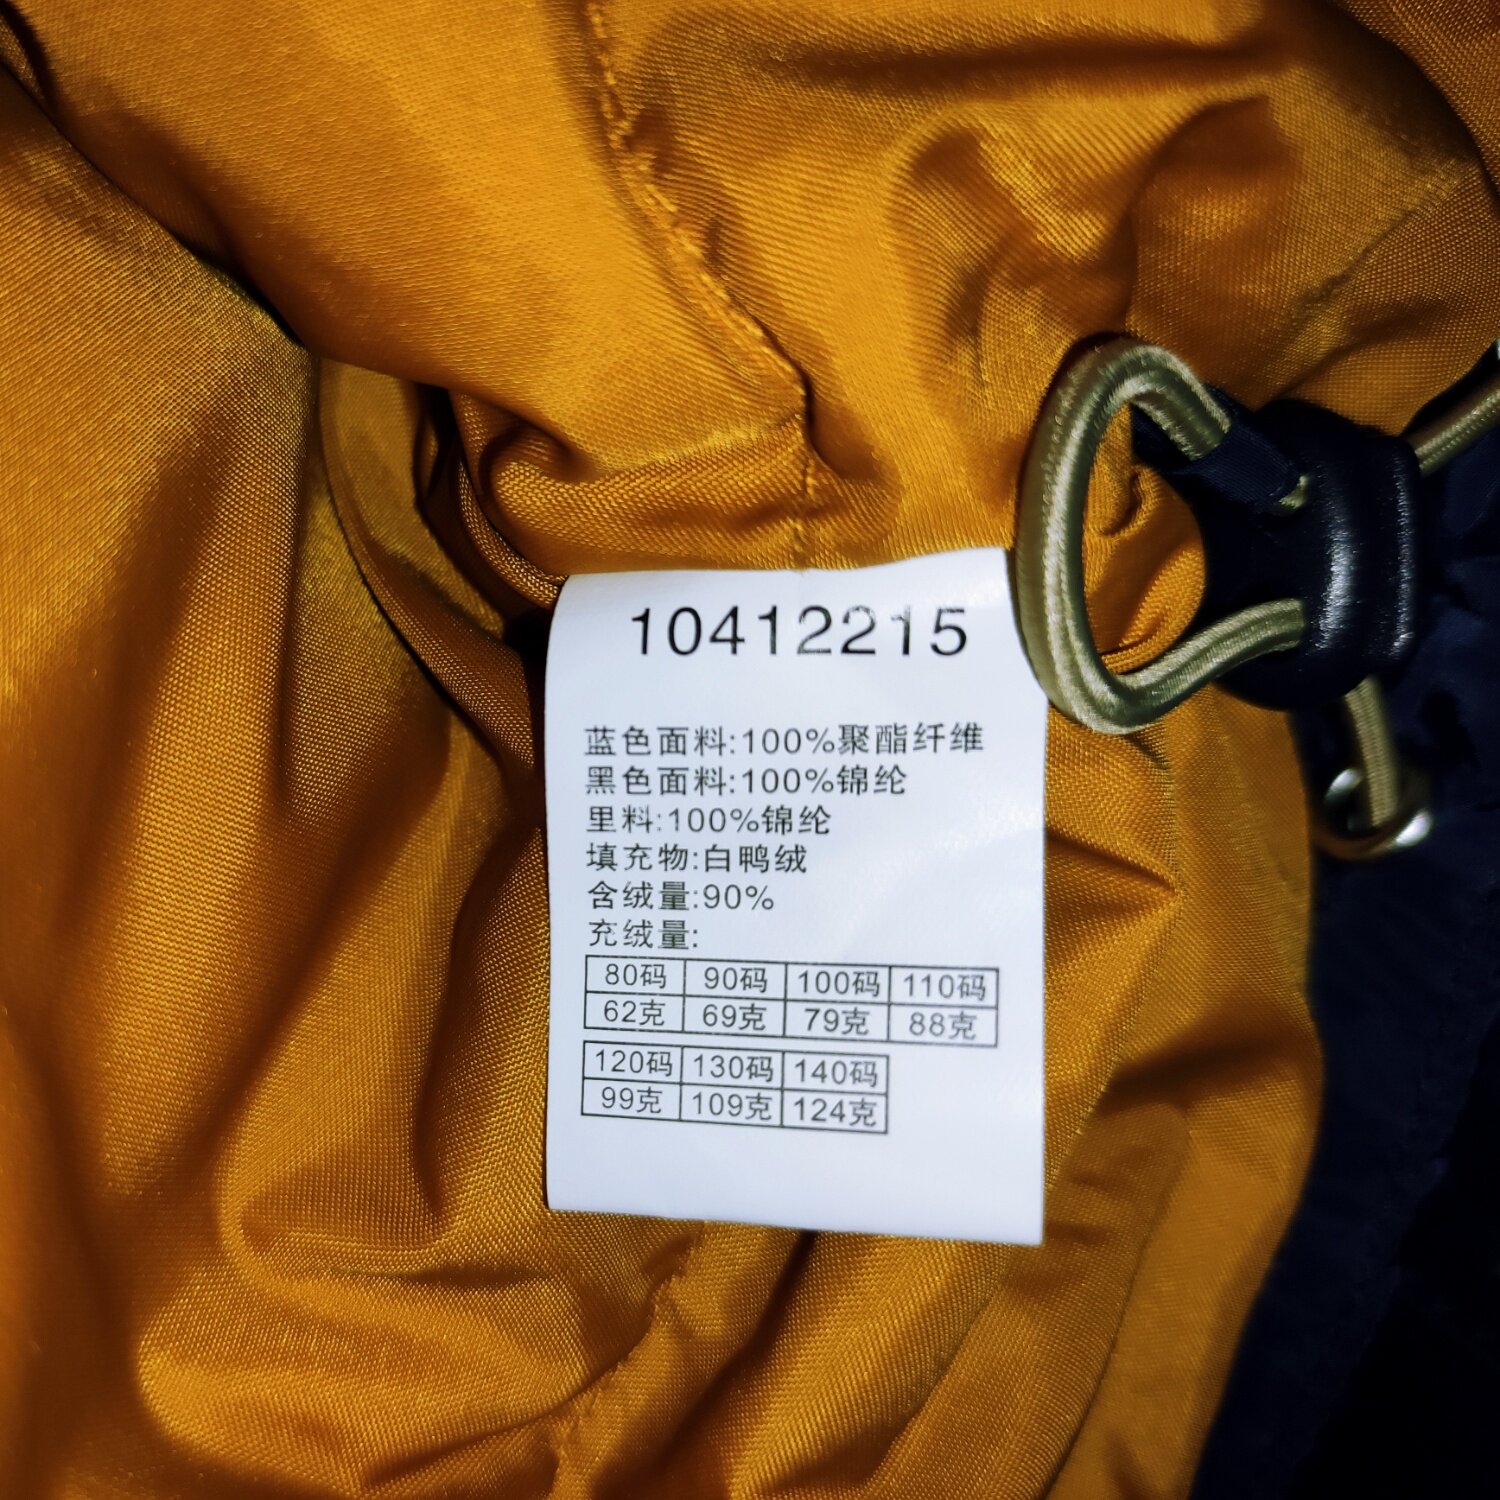 10412215
蓝色面料:100%聚酯纤维
黑色面料:100%锦纶
里料:100%锦纶
填充物:白鸭绒
含绒量:90%
充绒量:
80码 90码 100码 110码
62克 69克 79克 88克
120码 130码 140码
99克 109克 124克